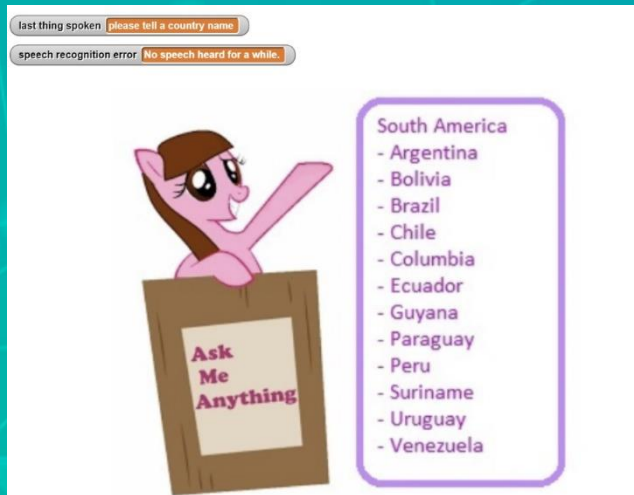 last thing spoken please tell a country name
speech recognition error No speech heard for a while.
Ask
Me
Anything
South America
- Argentina
- Bolivia
- Brazil
- Chile
- Columbia
- Ecuador
- Guyana
- Paraguay
- Peru
- Suriname
- Uruguay
- Venezuela